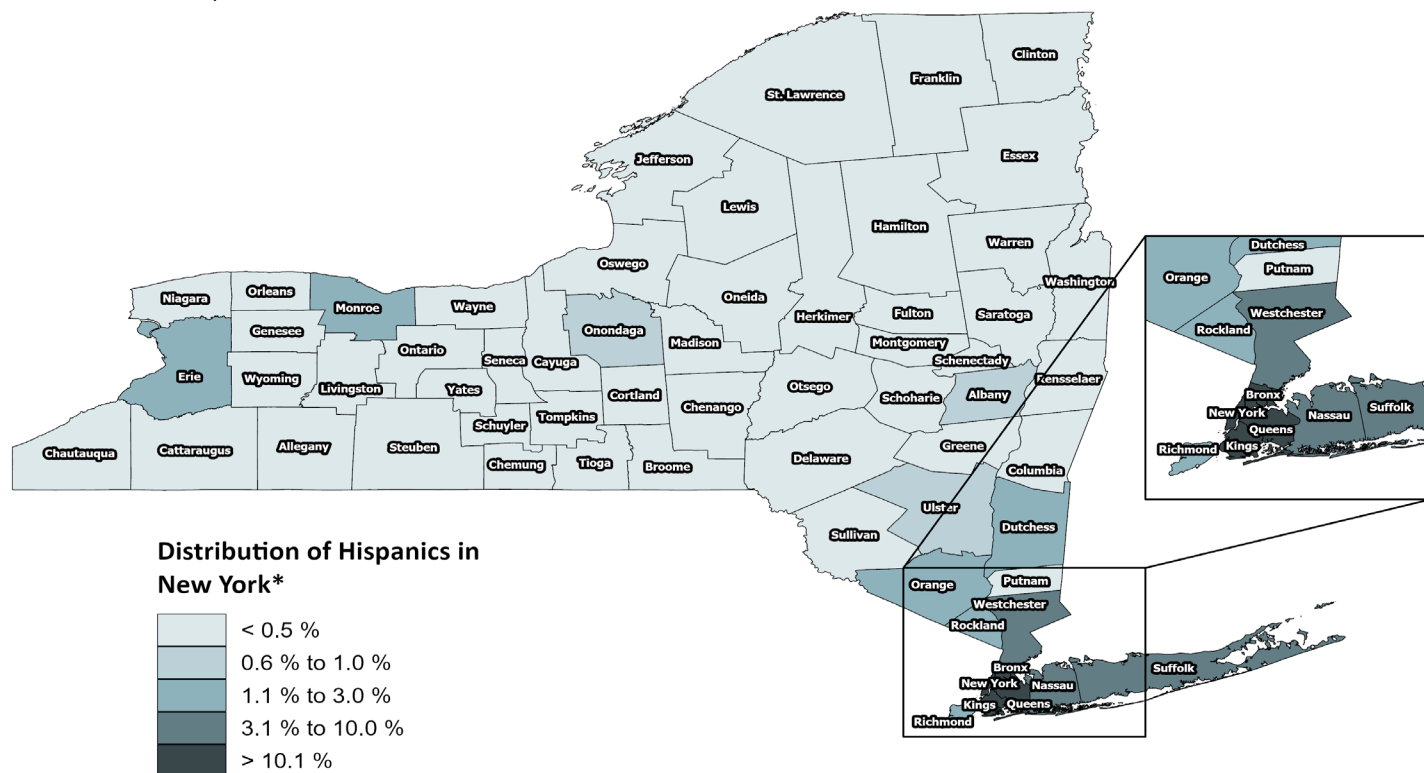 Clinton
Franklin
St. Lawrence
Jefferson
Essex
Lewis
Hamilton
Warren
Oswego
Washington
Niagara
Orleans
Monroe
Wayne
Oneida
Herkimer
Fulton
Saratoga
Genesee
Onondaga
Madison
Montgomery
Ontario
Seneca
Cayuga
Schenectady
Erie
Wyoming
Livingston
Yates
Cortland
Otsego
Schoharie
Albany
Rensselaer
Chenango
Schuyler
Tompkins
Chautauqua
Cattaraugus
Allegany
Steuben
Chemung
Tioga
Broome
Delaware
Greene
Columbia
Ulster
Sullivan
Dutchess
Orange
Putnam
Westchester
Rockland
Bronx
New York
Nassau
Suffolk
Kings
Queens
Richmond
Dutchess
Orange
Putnam
Westchester
Rockland
Bronx
New York
Nassau
Suffolk
Queens
Kings
Richmond
Distribution of Hispanics in
New York*
< 0.5 %
0.6 % to 1.0 %
1.1 % to 3.0 %
3.1 % to 10.0 %
> 10.1 %